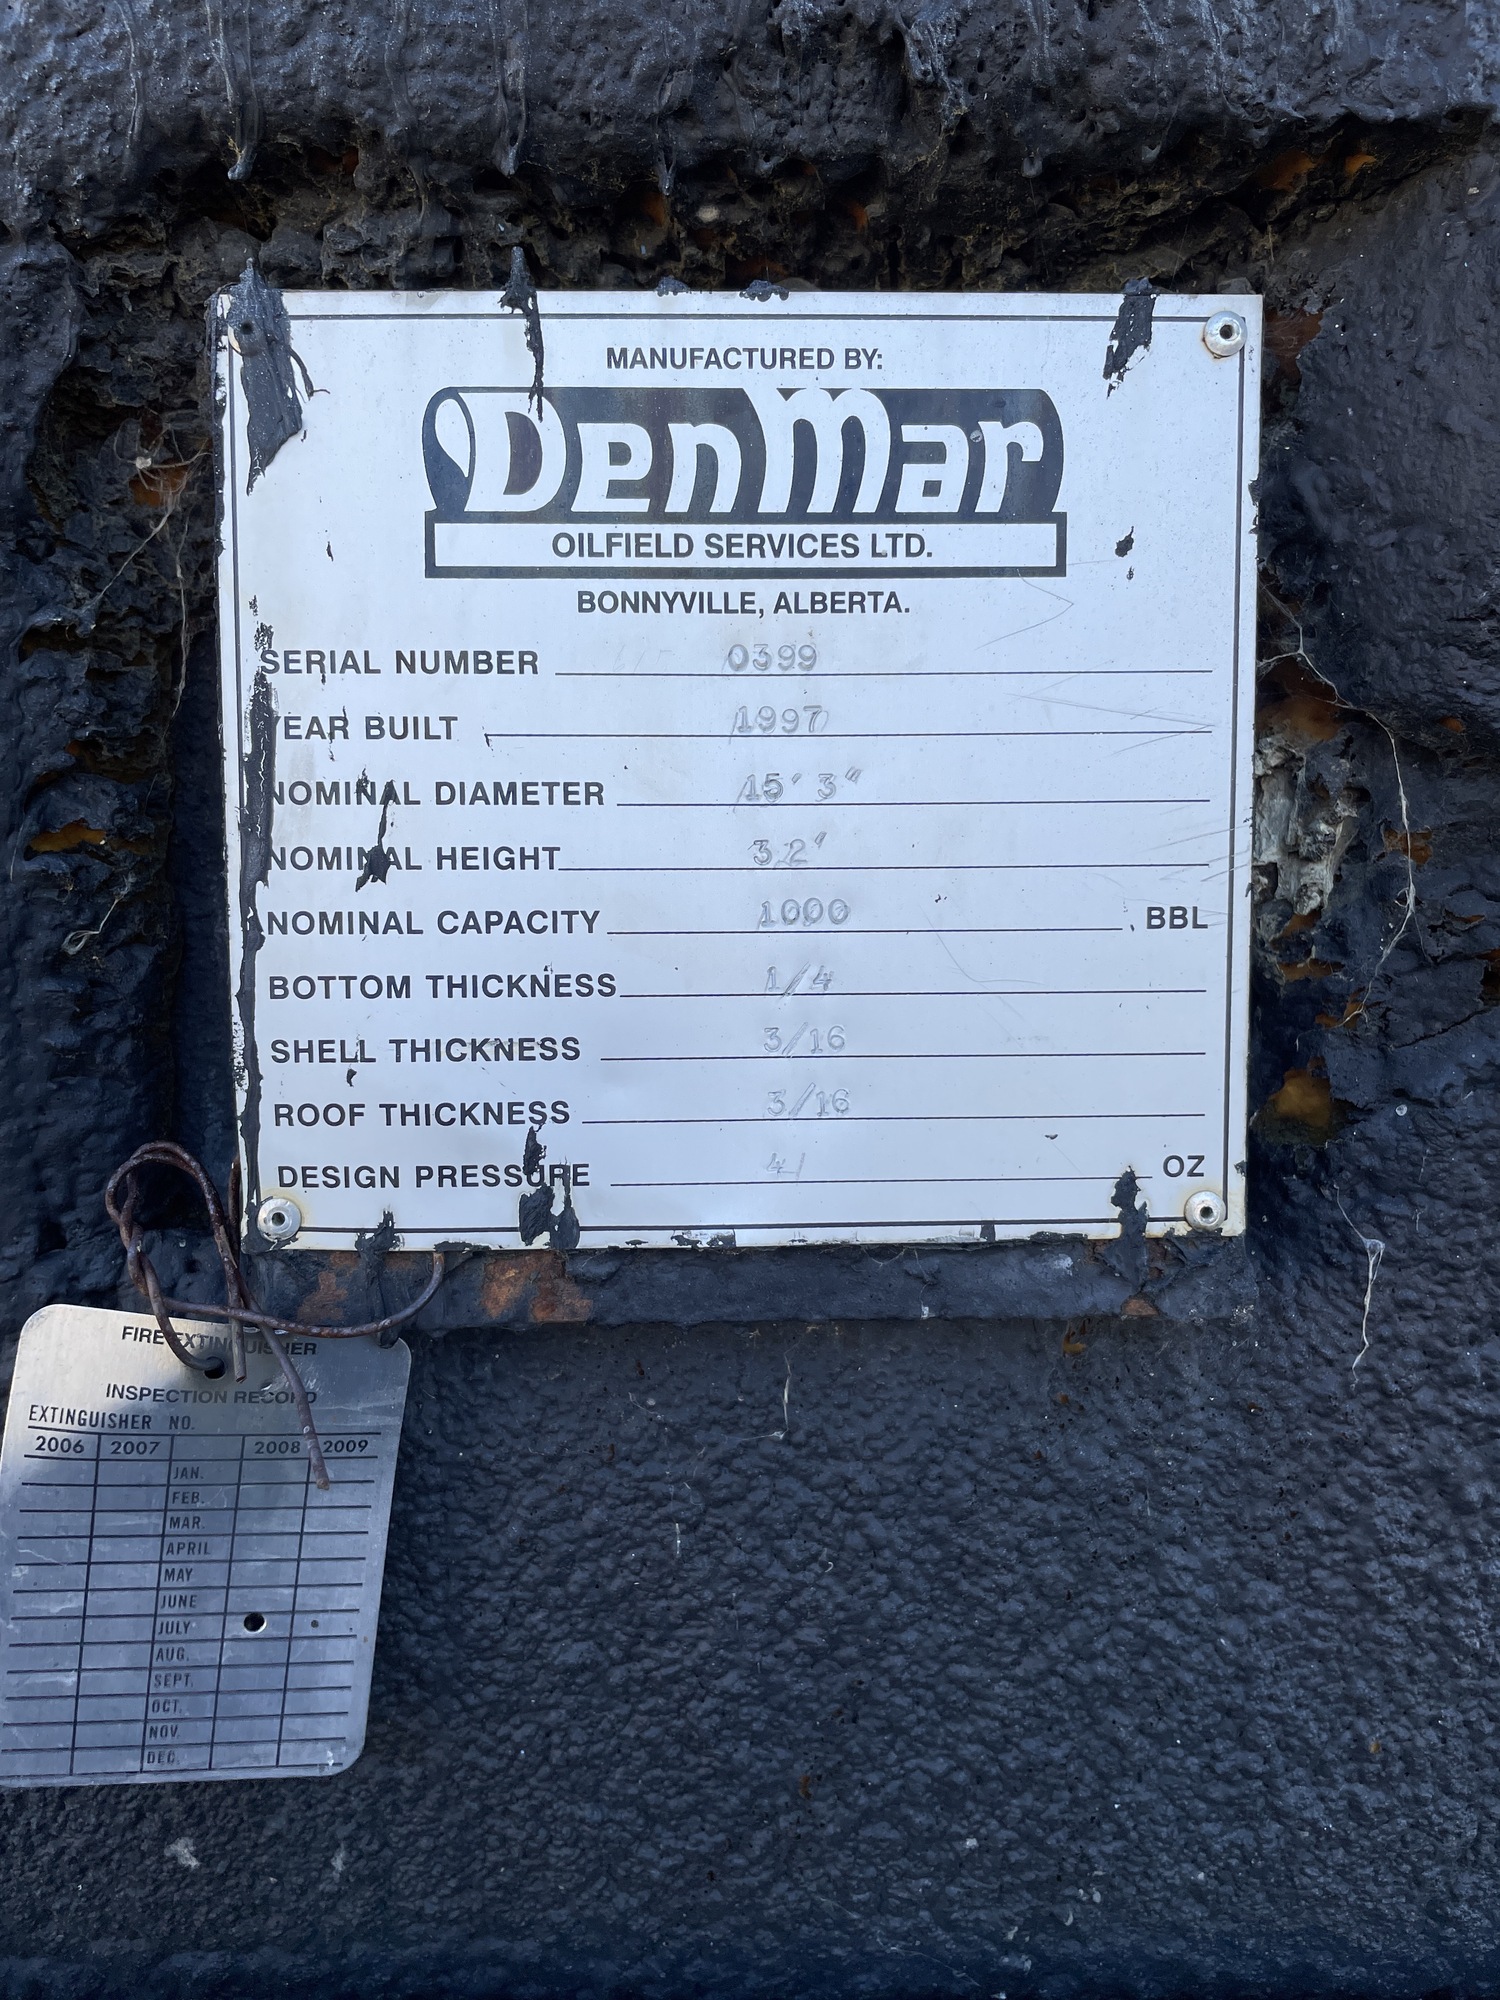 MANUFACTURED BY:
DenMar
OILFIELD SERVICES LTD.
BONNYVILLE, ALBERTA.
SERIAL NUMBER 0399
YEAR BUILT 1997
NOMINAL DIAMETER 15' 3"
NOMINAL HEIGHT 32'
NOMINAL CAPACITY 1000 BBL
BOTTOM THICKNESS 1/4
SHELL THICKNESS 3/16
ROOF THICKNESS 3/16
DESIGN PRESSURE OZ
FIRE EXTINGUISHER
INSPECTION RECORD
EXTINGUISHER NO.
2006 2007 2008 2009
JAN.
FEB.
MAR.
APRIL
MAY
JUNE
JULY
AUG.
SEPT.
OCT.
NOV.
DEC.